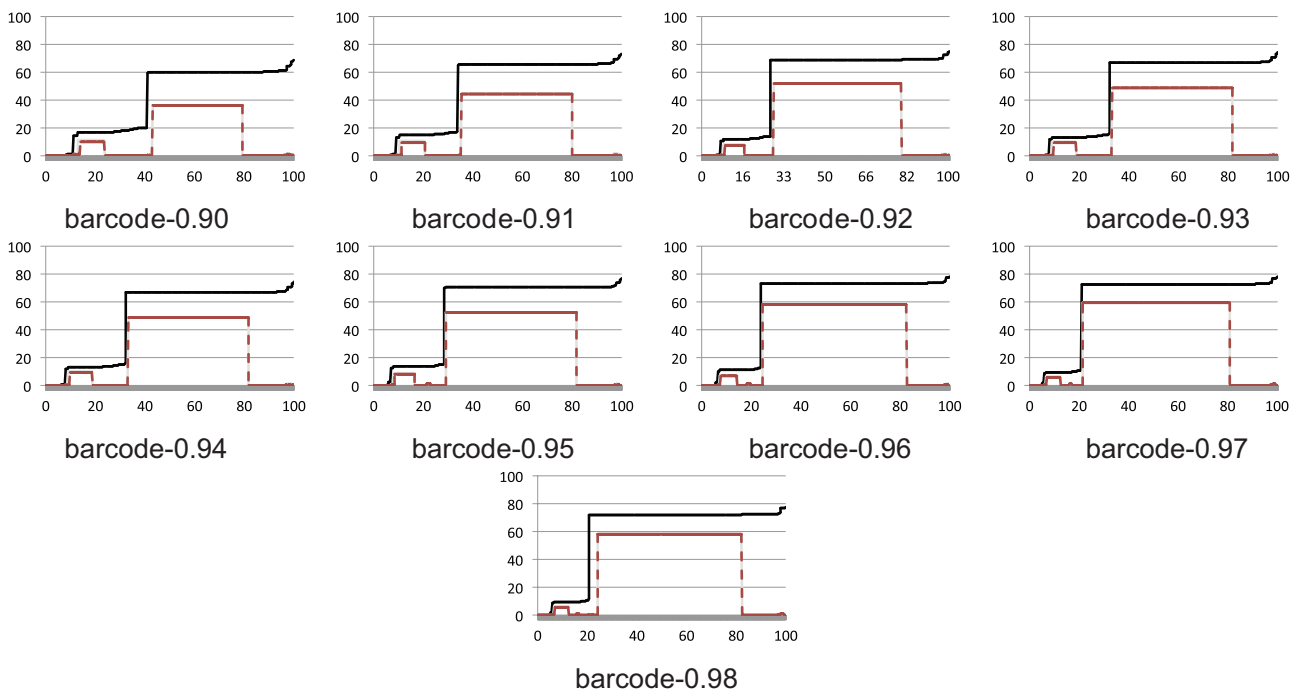 100 100 100 100
80 80 80 80
60 60 60 60
40 40 40 40
20 20 20 20
0 0 0 0
0 20 40 60 80 100 0 20 40 60 80 100 0 16 33 50 66 82 100 0 20 40 60 80 100
barcode-0.90 barcode-0.91 barcode-0.92 barcode-0.93
100 100 100 100
80 80 80 80
60 60 60 60
40 40 40 40
20 20 20 20
0 0 0 0
0 20 40 60 80 100 0 20 40 60 80 100 0 20 40 60 80 100 0 20 40 60 80 100
barcode-0.94 barcode-0.95 barcode-0.96 barcode-0.97
100
80
60
40
20
0
0 20 40 60 80 100
barcode-0.98